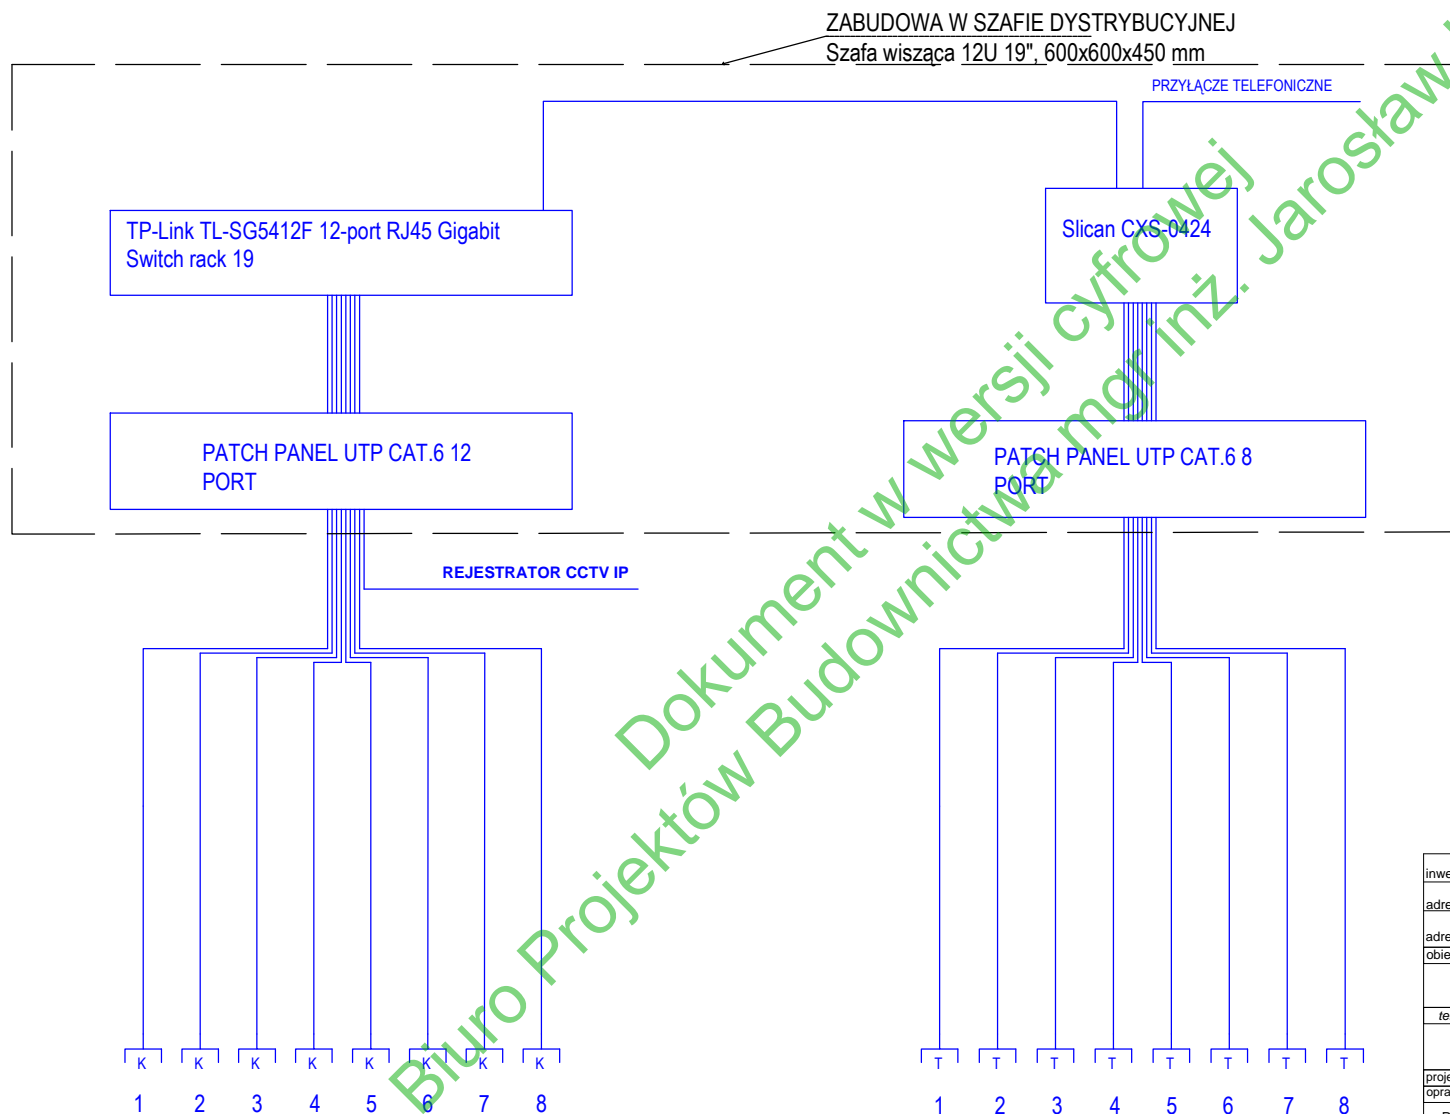 ZABUDOWA W SZAFIE DYSTRYBUCYJNEJ
Szafa wisząca 12U 19", 600x600x450 mm
PRZYŁĄCZE TELEFONICZNE
TP-Link TL-SG5412F 12-port RJ45 Gigabit
Switch rack 19
Slican CXS-0424
PATCH PANEL UTP CAT.6 12
PORT
PATCH PANEL UTP CAT.6 8
PORT
REJESTRATOR CCTV IP
Dokument w wersji cyfrowej
Biuro Projektów Budownictwa mgr inż. Jarosław
K K K K K K K K
1 2 3 4 5 6 7 8
T T T T T T T T
1 2 3 4 5 6 7 8